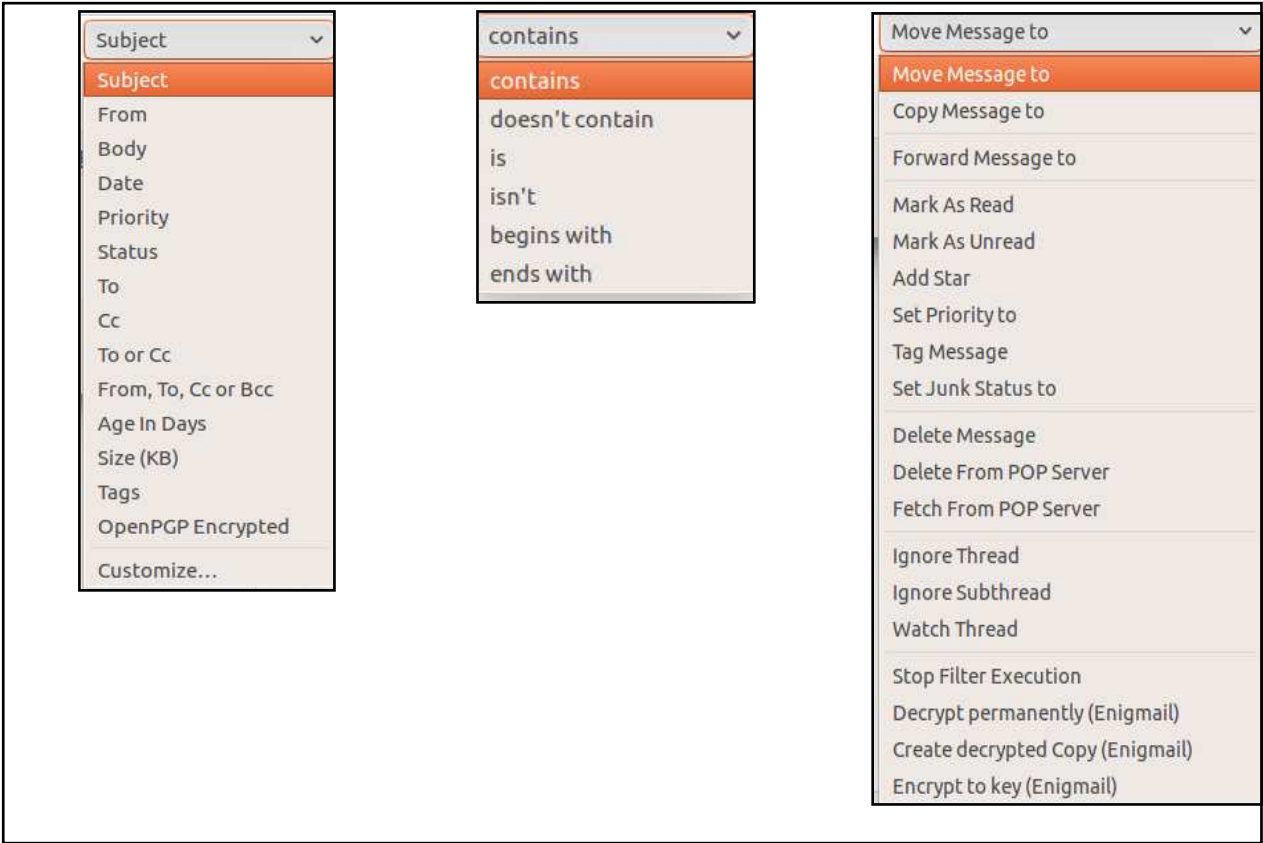 Subject
Subject
From
Body
Date
Priority
Status
To
Cc
To or Cc
From, To, Cc or Bcc
Age In Days
Size (KB)
Tags
OpenPGP Encrypted
Customize...
contains
contains
doesn't contain
is
isn't
begins with
ends with
Move Message to
Move Message to
Copy Message to
Forward Message to
Mark As Read
Mark As Unread
Add Star
Set Priority to
Tag Message
Set Junk Status to
Delete Message
Delete From POP Server
Fetch From POP Server
Ignore Thread
Ignore Subthread
Watch Thread
Stop Filter Execution
Decrypt permanently (Enigmail)
Create decrypted Copy (Enigmail)
Encrypt to key (Enigmail)